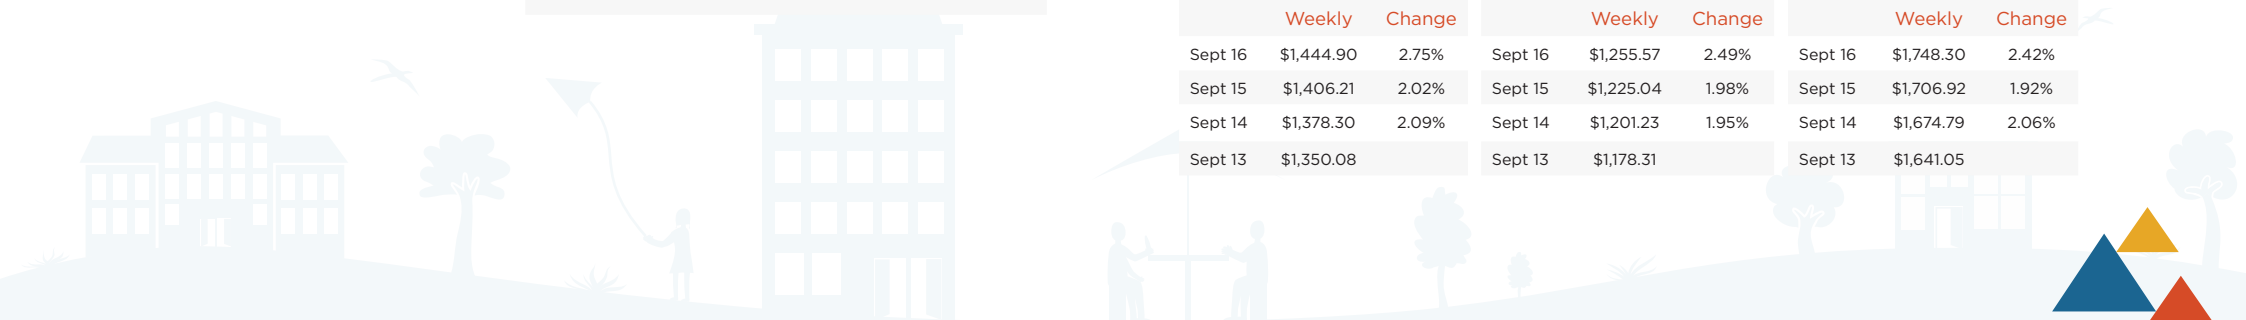 Weekly Change Weekly Change Weekly Change
Sept 16 $1,444.90 2.75% Sept 16 $1,255.57 2.49% Sept 16 $1,748.30 2.42%
Sept 15 $1,406.21 2.02% Sept 15 $1,225.04 1.98% Sept 15 $1,706.92 1.92%
Sept 14 $1,378.30 2.09% Sept 14 $1,201.23 1.95% Sept 14 $1,674.79 2.06%
Sept 13 $1,350.08 Sept 13 $1,178.31 Sept 13 $1,641.05